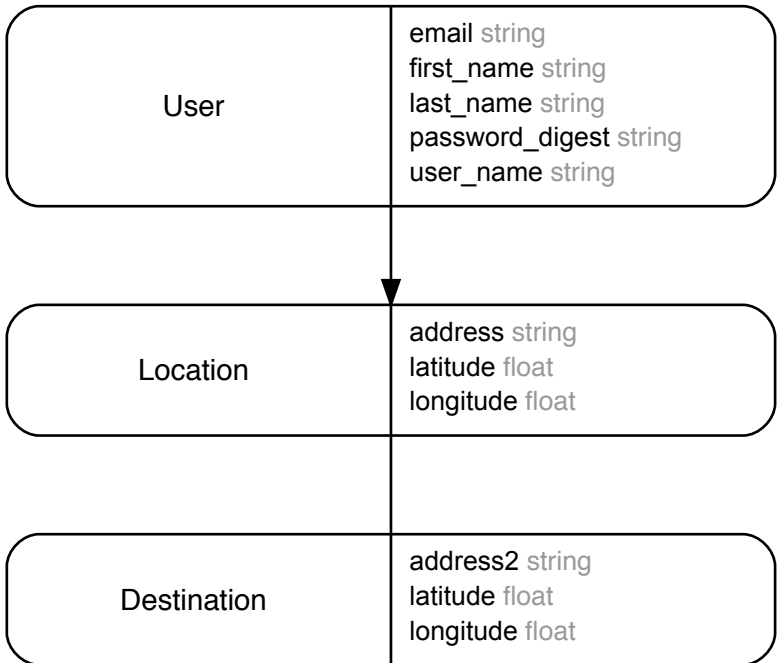 User
email string
first_name string
last_name string
password_digest string
user_name string
Location
address string
latitude float
longitude float
Destination
address2 string
latitude float
longitude float